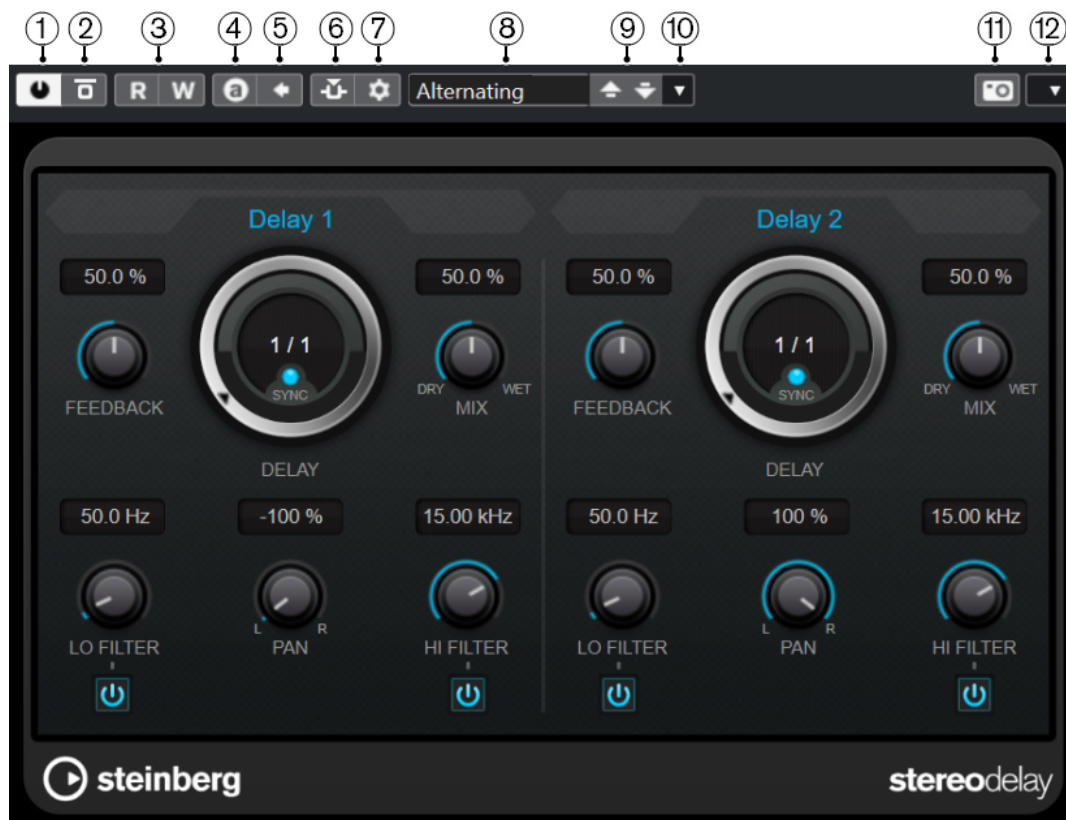 1 2 3 4 5 6 7 8 9 10 11 12
R W a Alternating
Delay 1 Delay 2
50.0 % 50.0 % 50.0 % 50.0 %
1 / 1 1 / 1
SYNC SYNC
DRY WET DRY WET
FEEDBACK MIX FEEDBACK MIX
DELAY DELAY
50.0 Hz -100 % 15.00 kHz 50.0 Hz 100 % 15.00 kHz
L R L R
LO FILTER PAN HI FILTER LO FILTER PAN HI FILTER
steinberg stereodelay